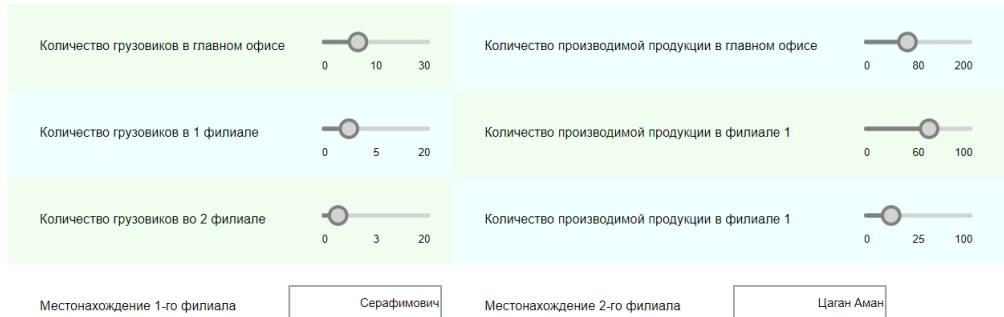 Количество грузовиков в главном офисе
0 10 30
Количество производимой продукции в главном офисе
0 80 200
Количество грузовиков в 1 филиале
0 5 20
Количество производимой продукции в филиале 1
0 60 100
Количество грузовиков во 2 филиале
0 3 20
Количество производимой продукции в филиале 1
0 25 100
Местонахождение 1-го филиала
Серафимович
Местонахождение 2-го филиала
Цаган Аман